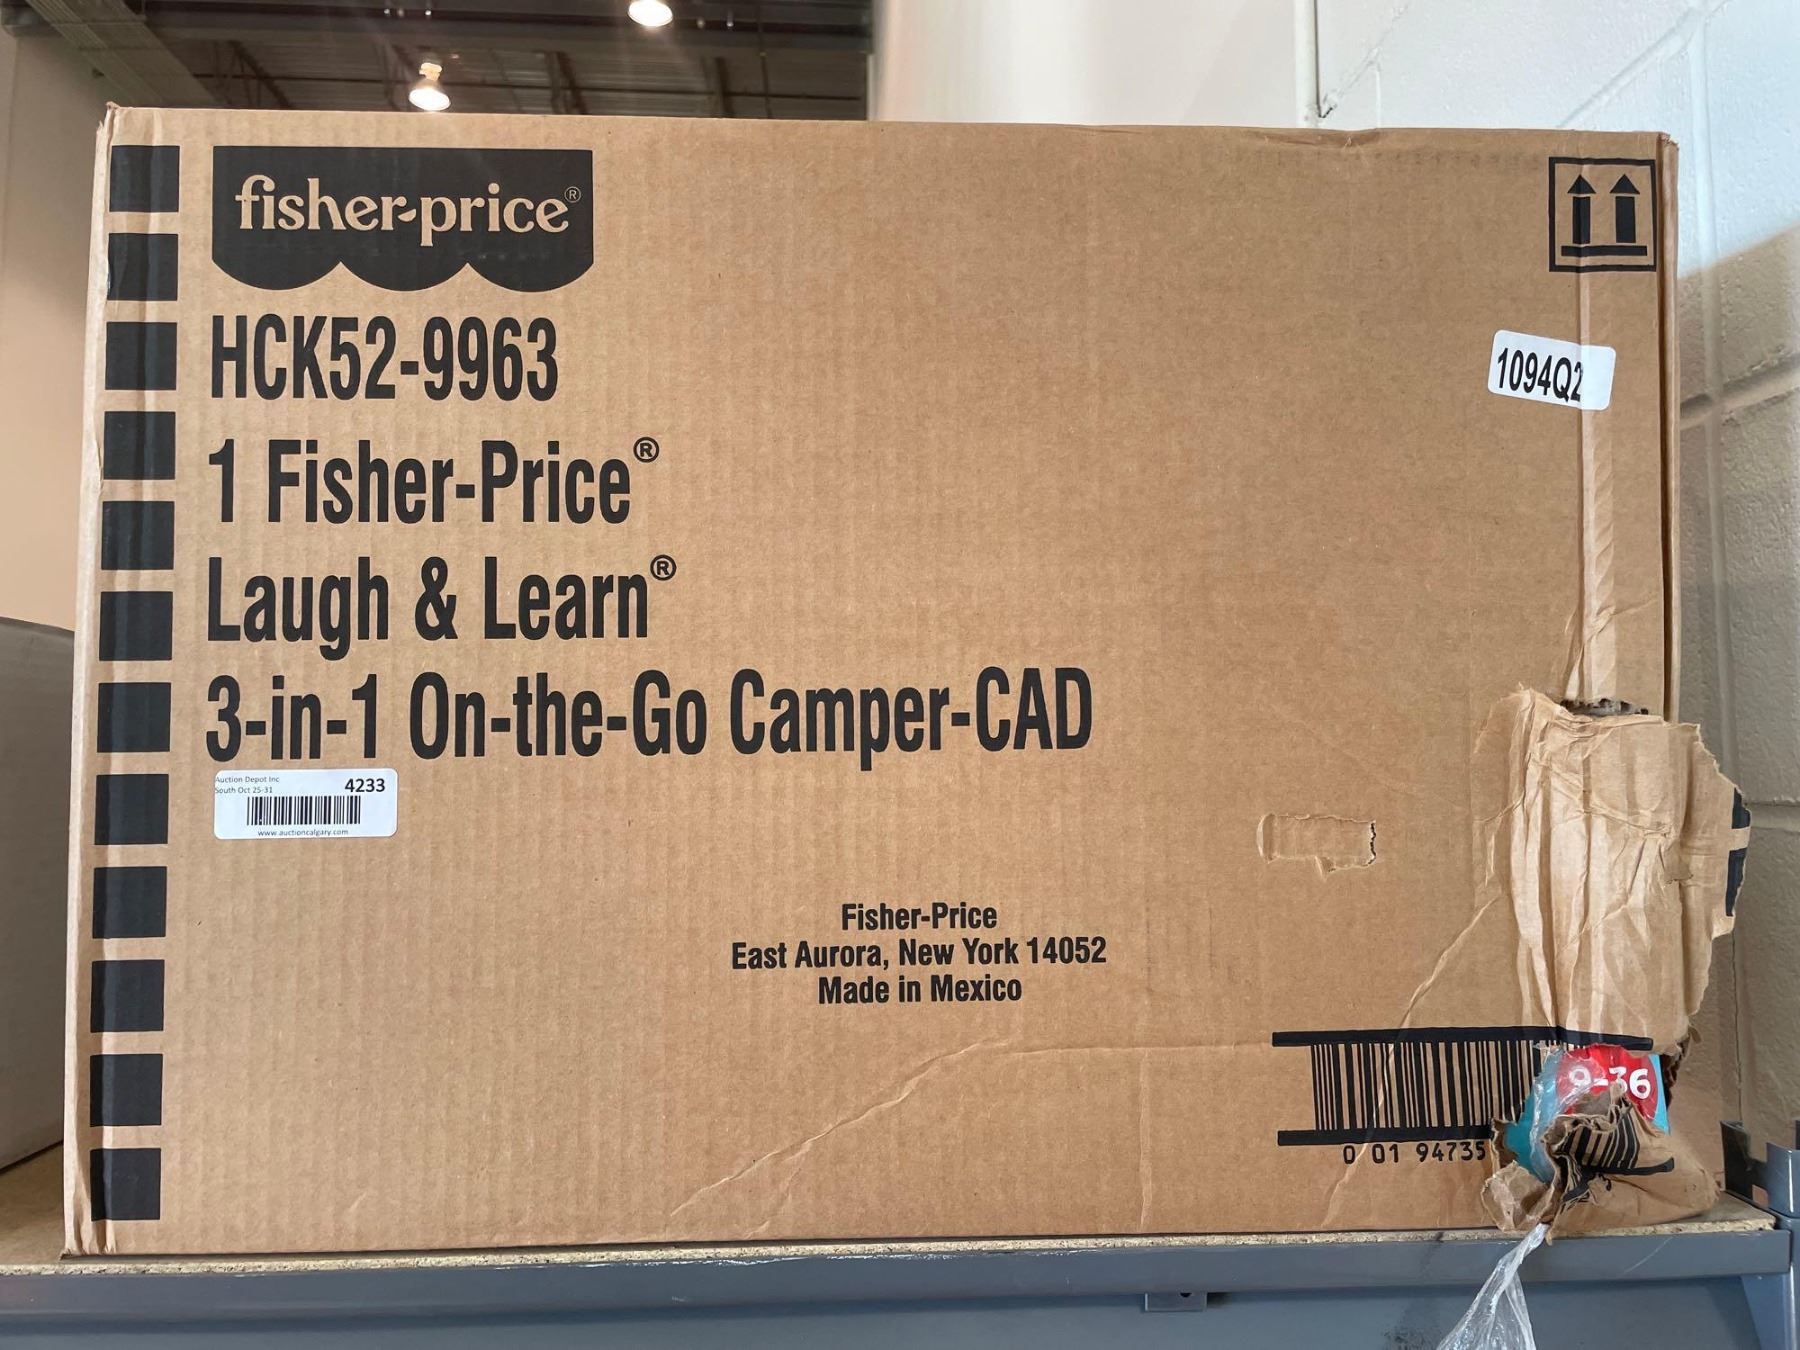 fisher-price®
HCK52-9963
1 Fisher-Price®
Laugh & Learn®
3-in-1 On-the-Go Camper-CAD
1094Q2
Auction Depot Inc
South Oct 25-31
4233
www.auctioncalgary.com
Fisher-Price
East Aurora, New York 14052
Made in Mexico
9-36
0 01 94735